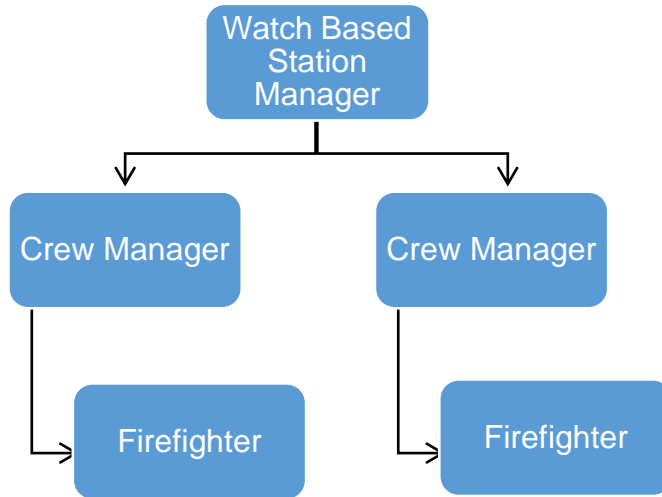 Watch Based
Station
Manager
Crew Manager
Crew Manager
Firefighter
Firefighter